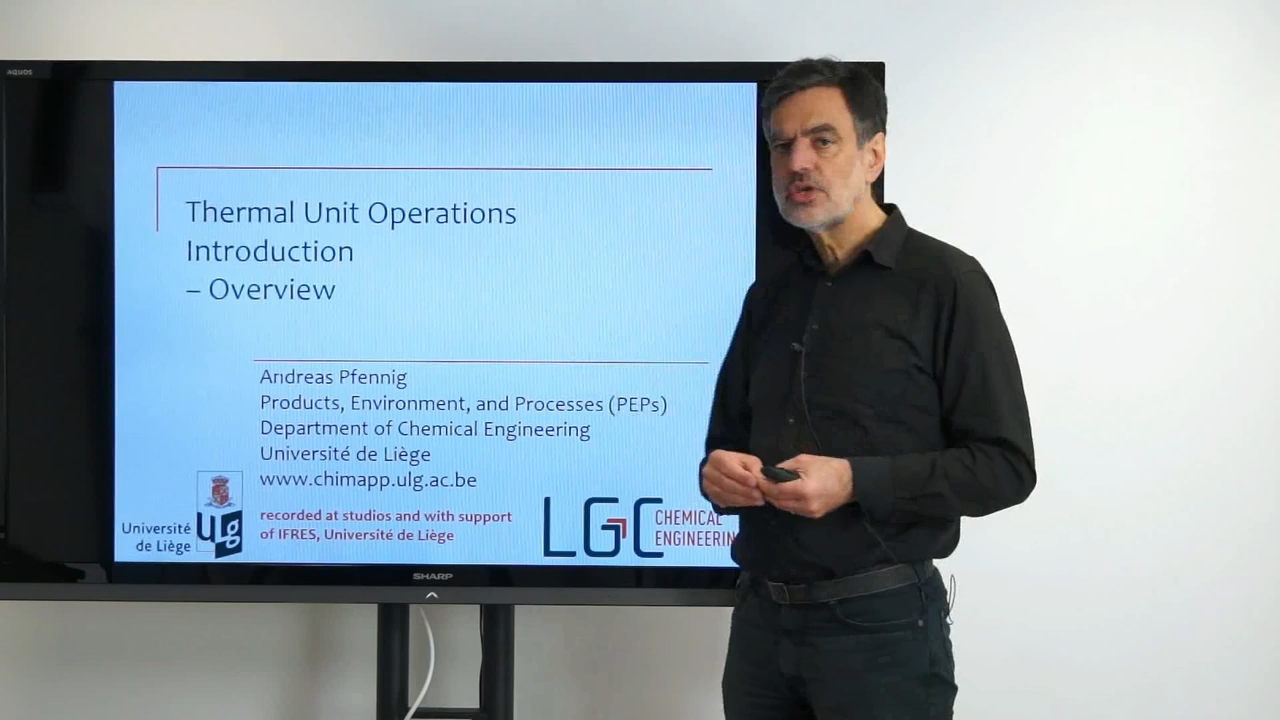 AQUOS
Thermal Unit Operations
Introduction
– Overview
Andreas Pfennig
Products, Environment, and Processes (PEPs)
Department of Chemical Engineering
Université de Liège
www.chimapp.ulg.ac.be
recorded at studios and with support
of IFRES, Université de Liège
Université
de Liège
ULg
LGC
CHEMICAL
ENGINEERIN
SHARP